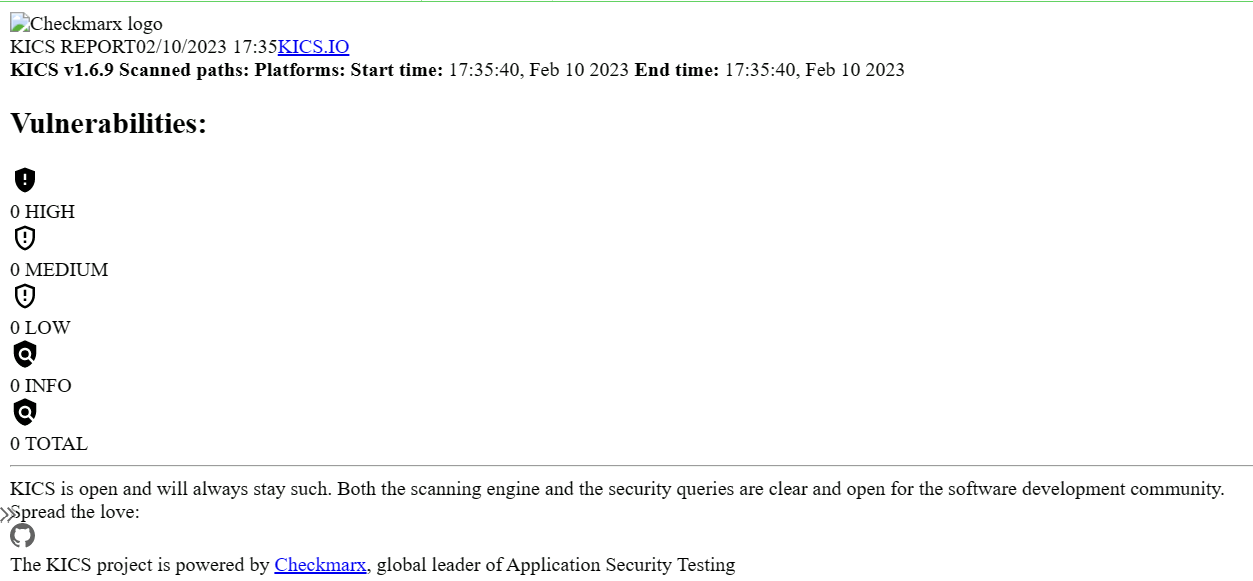 Checkmarx logo
KICS REPORT02/10/2023 17:35KICS.IO
KICS v1.6.9 Scanned paths: Platforms: Start time: 17:35:40, Feb 10 2023 End time: 17:35:40, Feb 10 2023
Vulnerabilities:
0 HIGH
0 MEDIUM
0 LOW
0 INFO
0 TOTAL
KICS is open and will always stay such. Both the scanning engine and the security queries are clear and open for the software development community.
Spread the love:
The KICS project is powered by Checkmarx, global leader of Application Security Testing